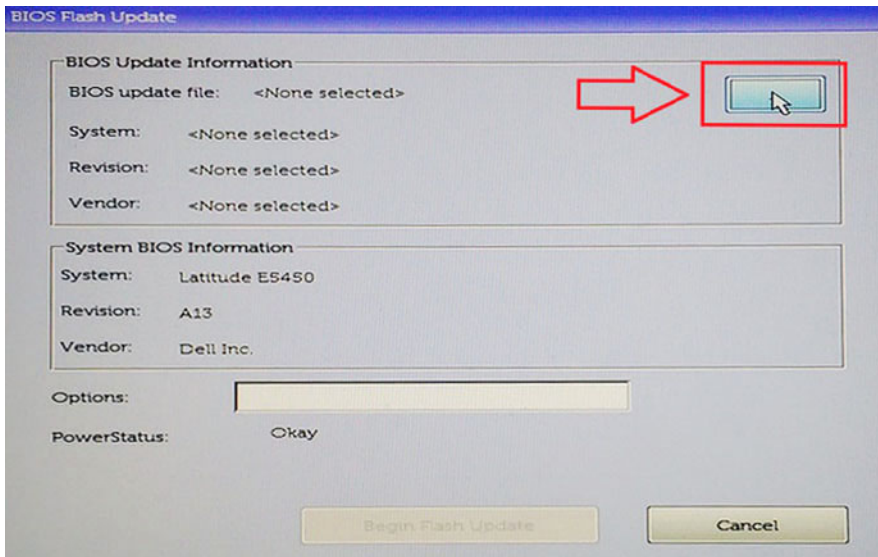 BIOS Flash Update
BIOS Update Information
BIOS update file: <None selected>
System: <None selected>
Revision: <None selected>
Vendor: <None selected>
System BIOS Information
System: Latitude E5450
Revision: A13
Vendor: Dell Inc.
Options:
PowerStatus: Okay
Begin Flash Update
Cancel